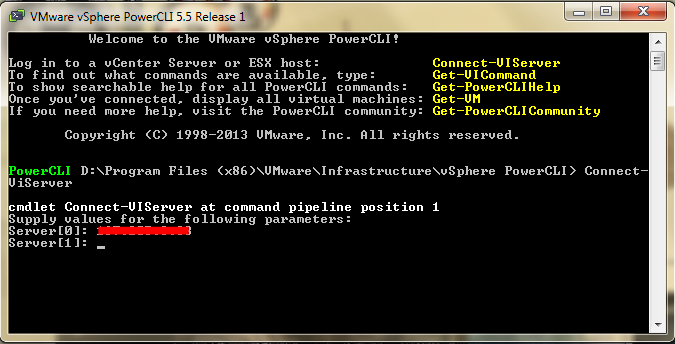 VMware vSphere PowerCLI 5.5 Release 1
Welcome to the VMware vSphere PowerCLI!
Log in to a vCenter Server or ESX host: Connect-VIServer
To find out what commands are available, type: Get-VICommand
To show searchable help for all PowerCLI commands: Get-PowerCLIHelp
Once you've connected, display all virtual machines: Get-VM
If you need more help, visit the PowerCLI community: Get-PowerCLICommunity
Copyright (C) 1998-2013 VMware, Inc. All rights reserved.
PowerCLI D:\Program Files (x86)\VMware\Infrastructure\vSphere PowerCLI> Connect-
ViServer
cmdlet Connect-VIServer at command pipeline position 1
Supply values for the following parameters:
Server[0]:
Server[1]: _